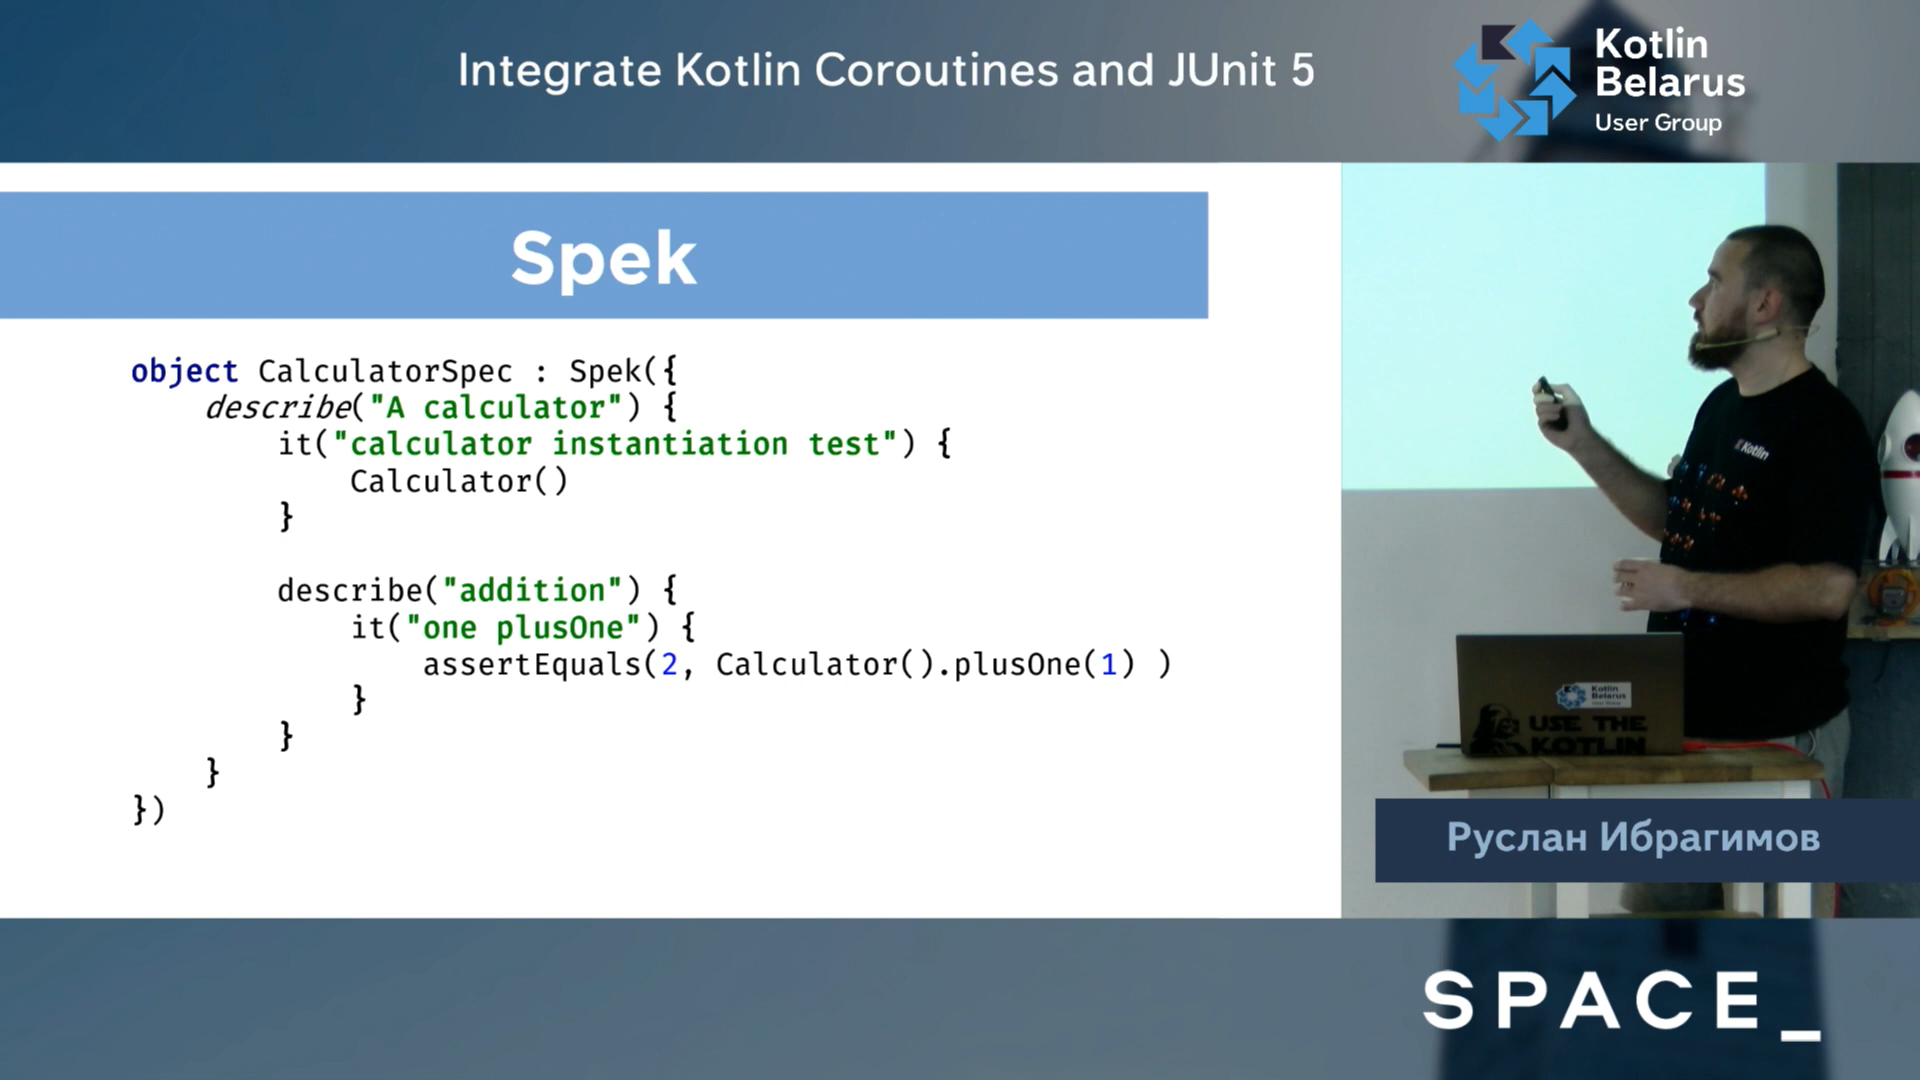 Integrate Kotlin Coroutines and JUnit 5
Kotlin
Belarus
User Group
Spek
object CalculatorSpec : Spek({
    describe("A calculator") {
        it("calculator instantiation test") {
            Calculator()
        }

        describe("addition") {
            it("one plusOne") {
                assertEquals(2, Calculator().plusOne(1) )
            }
        }
    }
})
Kotlin
Kotlin
Belarus
USE THE
KOTLIN
Руслан Ибрагимов
SPACE_